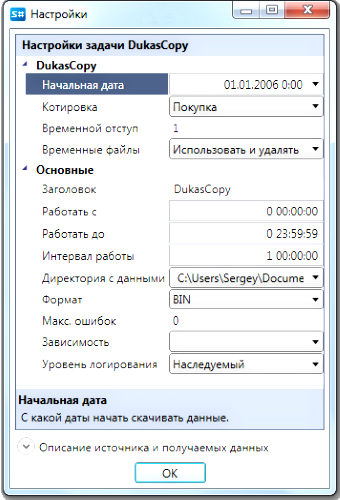 S# Настройки
Настройки задачи DukasCopy
DukasCopy
Начальная дата 01.01.2006 0:00
Котировка Покупка
Временной отступ 1
Временные файлы Использовать и удалять
Основные
Заголовок DukasCopy
Работать с 0 00:00:00
Работать до 0 23:59:59
Интервал работы 1 00:00:00
Директория с данными C:\Users\Sergey\Docume
Формат BIN
Макс. ошибок 0
Зависимость
Уровень логирования Наследуемый
Начальная дата
С какой даты начать скачивать данные.
Описание источника и получаемых данных
OK